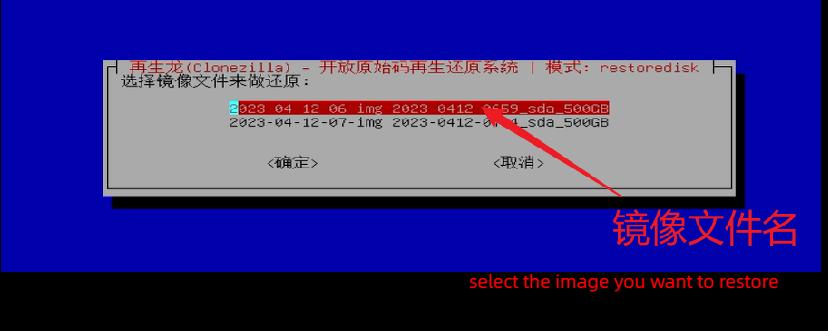 再生龙(Clonezilla) - 开放原始码再生还原系统 | 模式: restoredisk
选择镜像文件来做还原:
2023-04-12-06-img 2023-0412-0659_sda_500GB
2023-04-12-07-img 2023-0412- _sda_500GB
<确定> <取消>
镜像文件名
select the image you want to restore